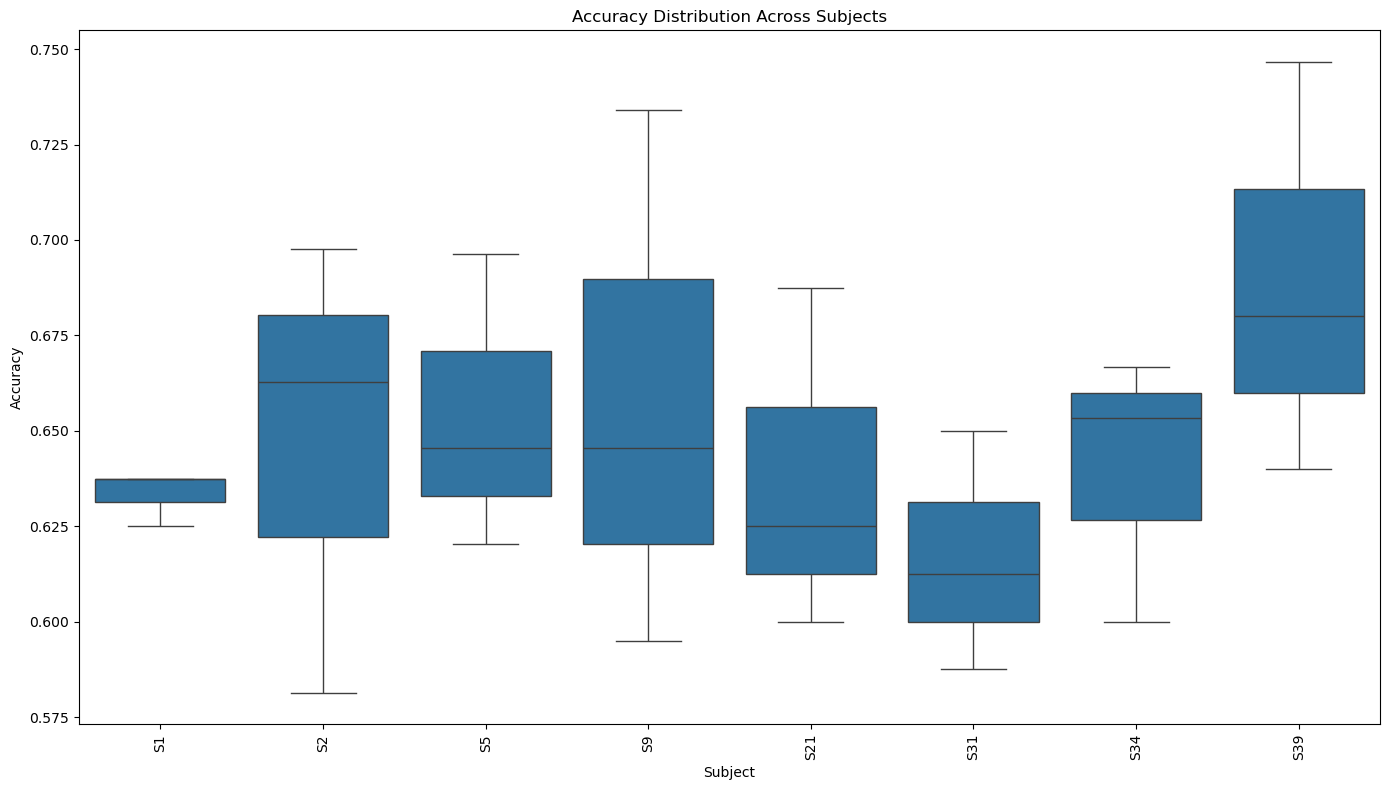 Accuracy Distribution Across Subjects
0.750
0.725
0.700
0.675
0.650
0.625
0.600
0.575
Accuracy
S1
S2
S5
S9
S21
S31
S34
S39
Subject